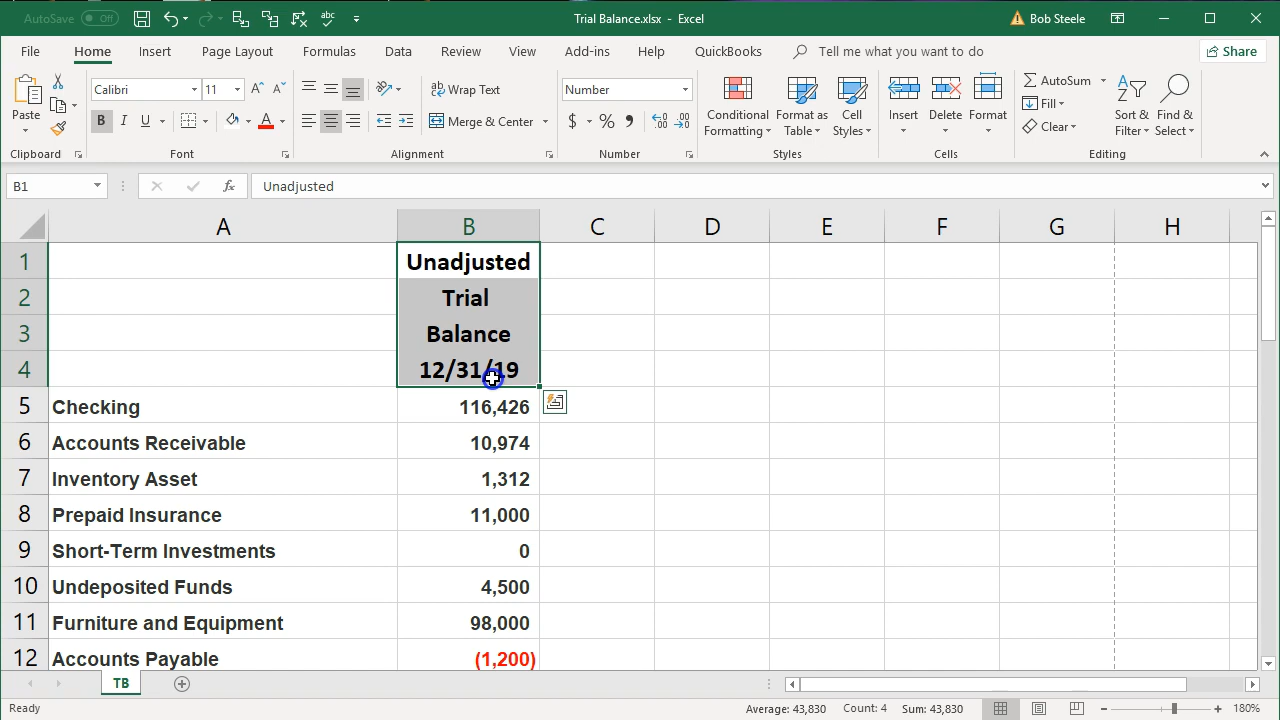 AutoSave Off
Trial Balance.xlsx - Excel
Bob Steele
File Home Insert Page Layout Formulas Data Review View Add-ins Help QuickBooks Tell me what you want to do Share
Paste
Clipboard
Calibri 11
B I U A
Font
Wrap Text
Merge & Center
Alignment
Number
$ % 9
Number
Conditional Formatting
Format as Table
Cell Styles
Styles
Insert Delete Format
Cells
AutoSum
Fill
Clear
Sort & Filter
Find & Select
Editing
B1 fx Unadjusted
A B C D E F G H
1 Unadjusted
2 Trial
3 Balance
4 12/31/19
5 Checking 116,426
6 Accounts Receivable 10,974
7 Inventory Asset 1,312
8 Prepaid Insurance 11,000
9 Short-Term Investments 0
10 Undeposited Funds 4,500
11 Furniture and Equipment 98,000
12 Accounts Payable (1,200)
TB
Ready Average: 43,830 Count: 4 Sum: 43,830 180%